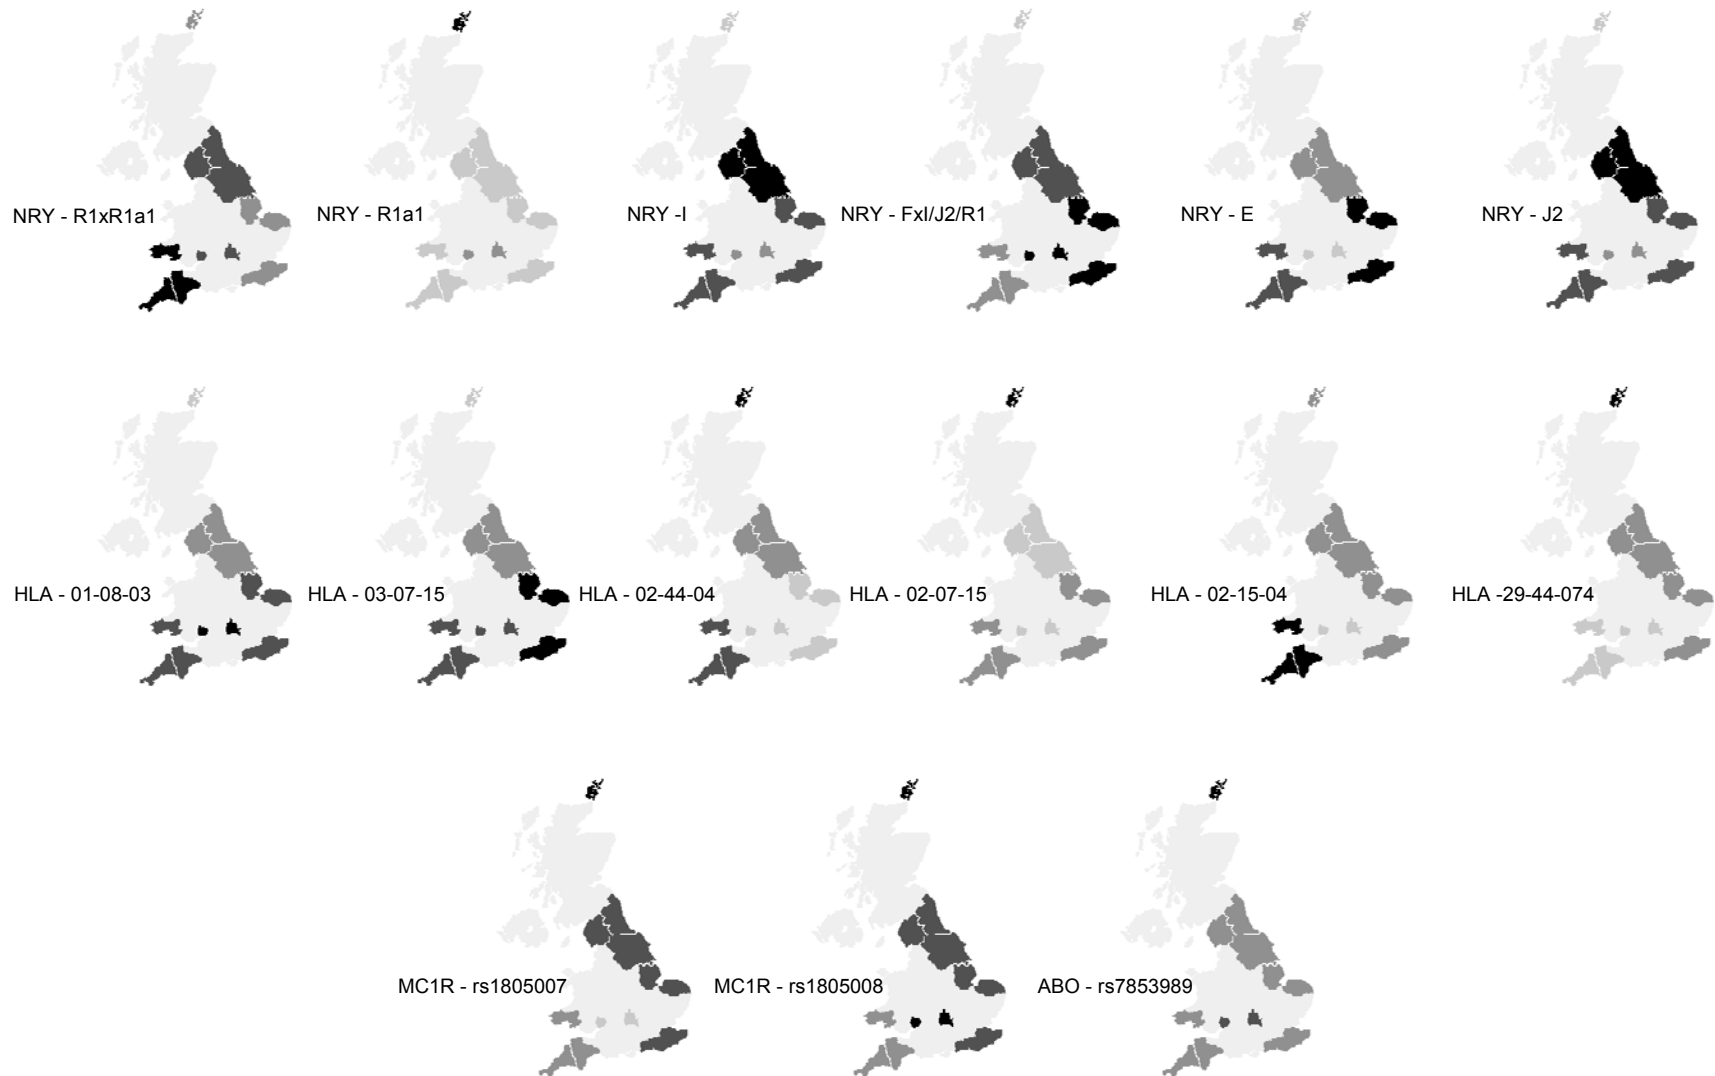 NRY - R1xR1a1
NRY - R1a1
NRY -I
NRY - FxI/J2/R1
NRY - E
NRY - J2
HLA - 01-08-03
HLA - 03-07-15
HLA - 02-44-04
HLA - 02-07-15
HLA - 02-15-04
HLA -29-44-074
MC1R - rs1805007
MC1R - rs1805008
ABO - rs7853989